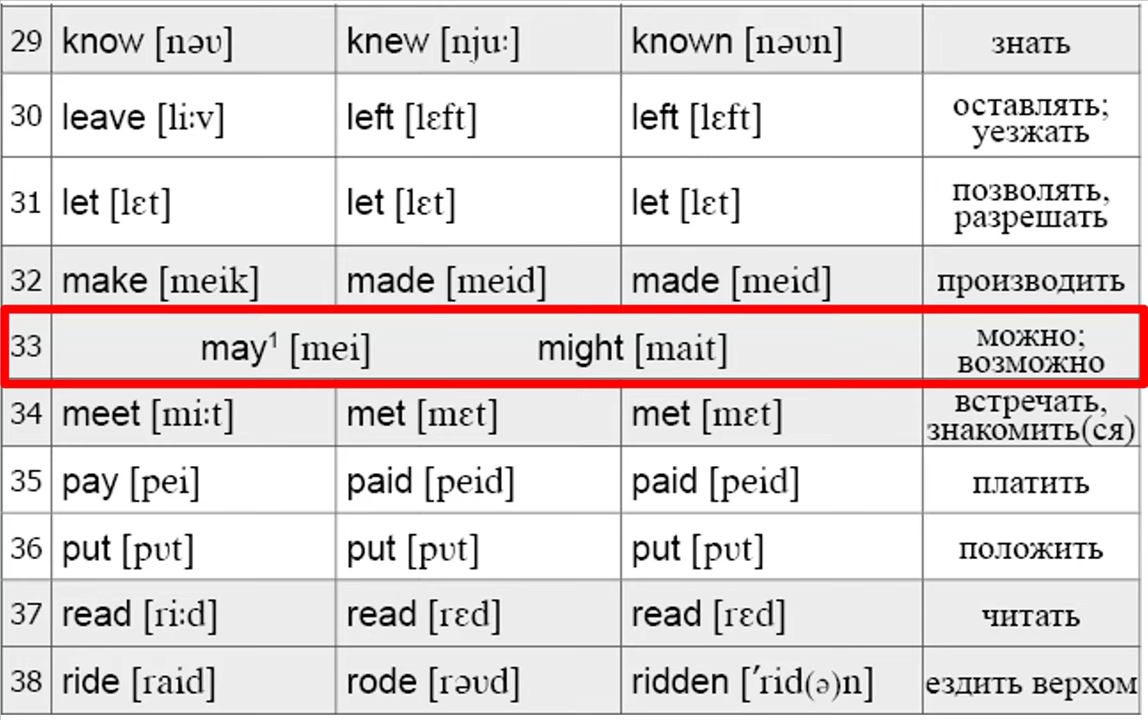 29 know [nəʊ] knew [nju:] known [nəʊn] знать
30 leave [li:v] left [lɛft] left [lɛft] оставлять;
уезжать
31 let [lɛt] let [lɛt] let [lɛt] позволять,
разрешать
32 make [meik] made [meid] made [meid] производить
33 may¹ [mei] might [mait] можно;
возможно
34 meet [mi:t] met [mɛt] met [mɛt] встречать,
знакомить(ся)
35 pay [pei] paid [peid] paid [peid] платить
36 put [pʊt] put [pʊt] put [pʊt] положить
37 read [ri:d] read [rɛd] read [rɛd] читать
38 ride [raid] rode [rəʊd] ridden [ˈrid(ə)n] ездить верхом